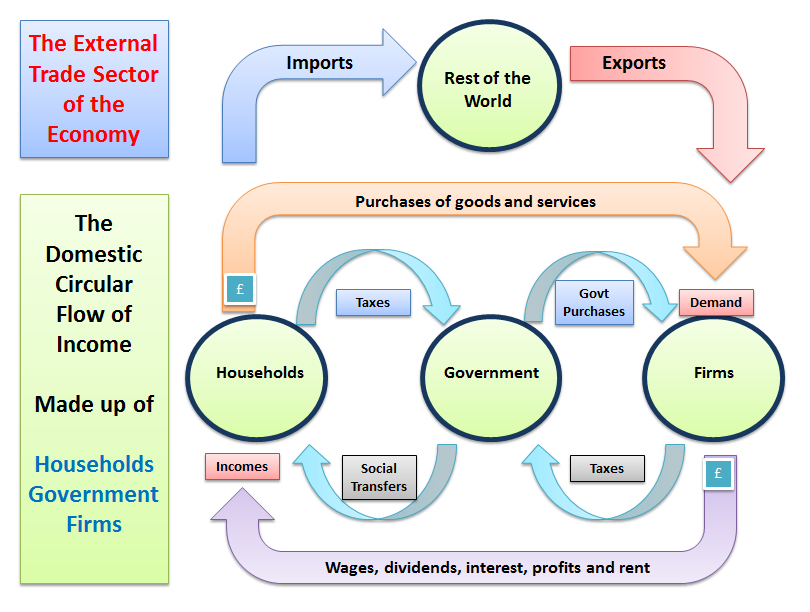 The External
Trade Sector
of the
Economy
Imports
Rest of the
World
Exports
The
Domestic
Circular
Flow of
Income
Made up of
Households
Government
Firms
Purchases of goods and services
£
Taxes
Govt
Purchases
Demand
Households
Government
Firms
Incomes
Social
Transfers
Taxes
£
Wages, dividends, interest, profits and rent